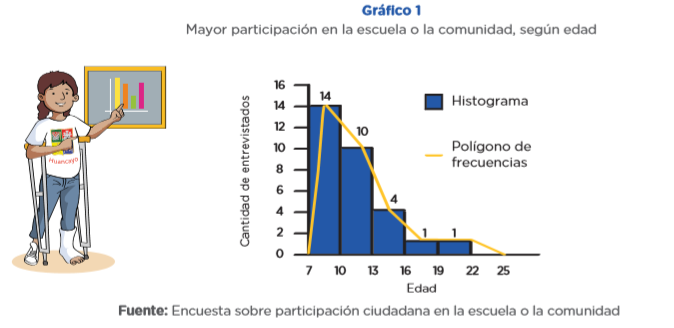 Gráfico 1
Mayor participación en la escuela o la comunidad, según edad
Huancayo
Cantidad de entrevistados
16
14
12
10
8
6
4
2
0
14
10
4
1
1
7 10 13 16 19 22 25
Edad
Histograma
Polígono de
frecuencias
Fuente: Encuesta sobre participación ciudadana en la escuela o la comunidad